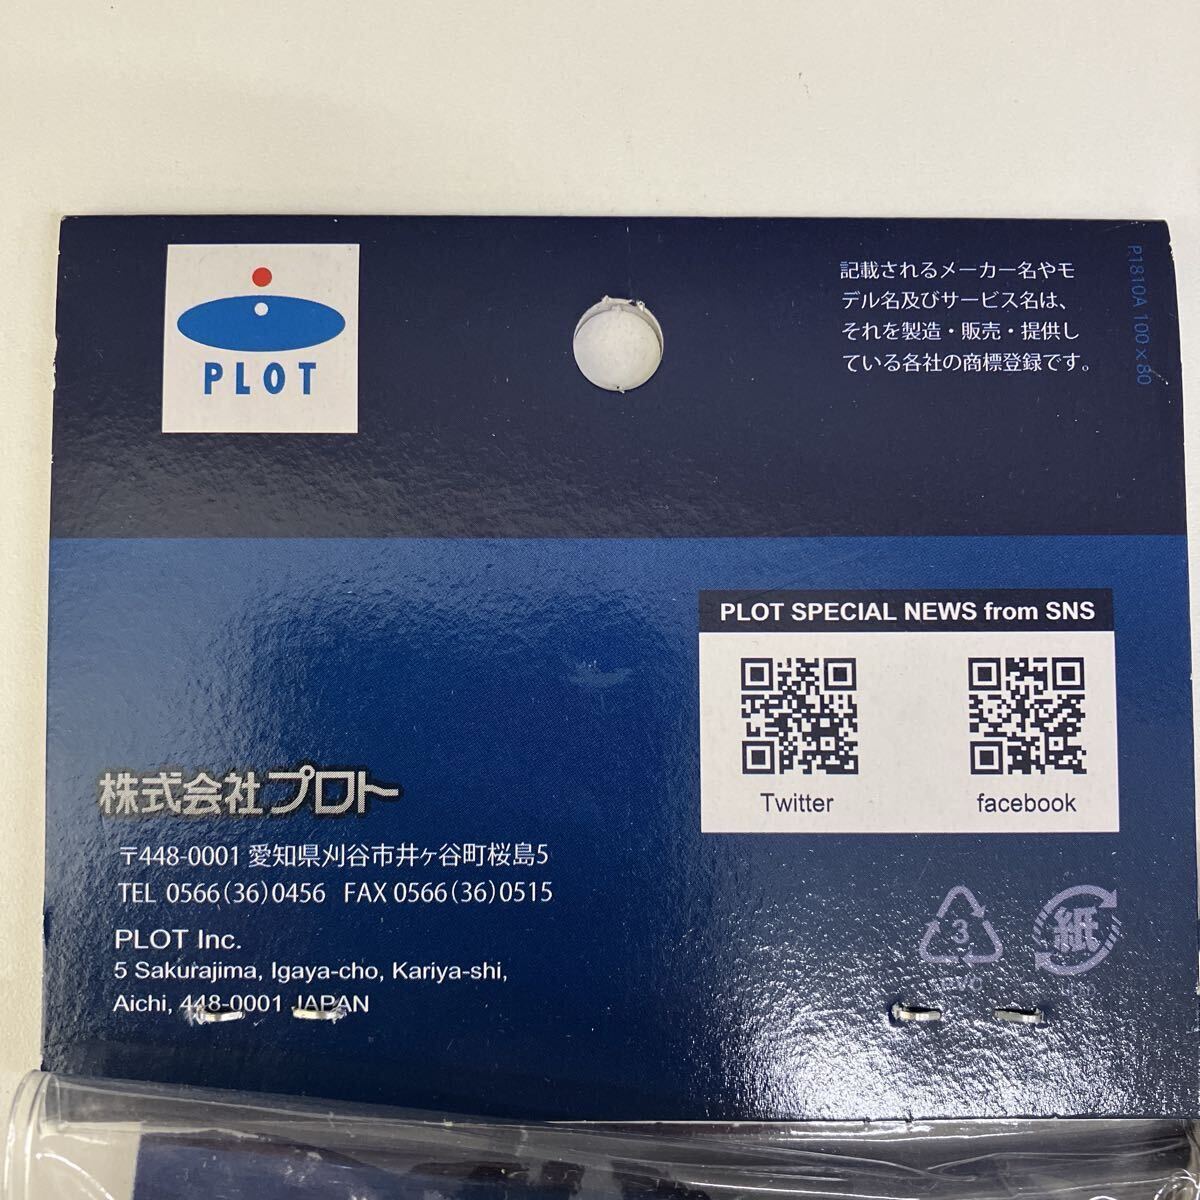 PLOT
記載されるメーカー名やモ
デル名及びサービス名は、
それを製造・販売・提供し
ている各社の商標登録です。
P1810A 100×80
PLOT SPECIAL NEWS from SNS
Twitter
facebook
株式会社プロト
〒448-0001 愛知県刈谷市井ヶ谷町桜島5
TEL 0566(36)0456 FAX 0566(36)0515
PLOT Inc.
5 Sakurajima, Igaya-cho, Kariya-shi,
Aichi, 448-0001 JAPAN
3
紙